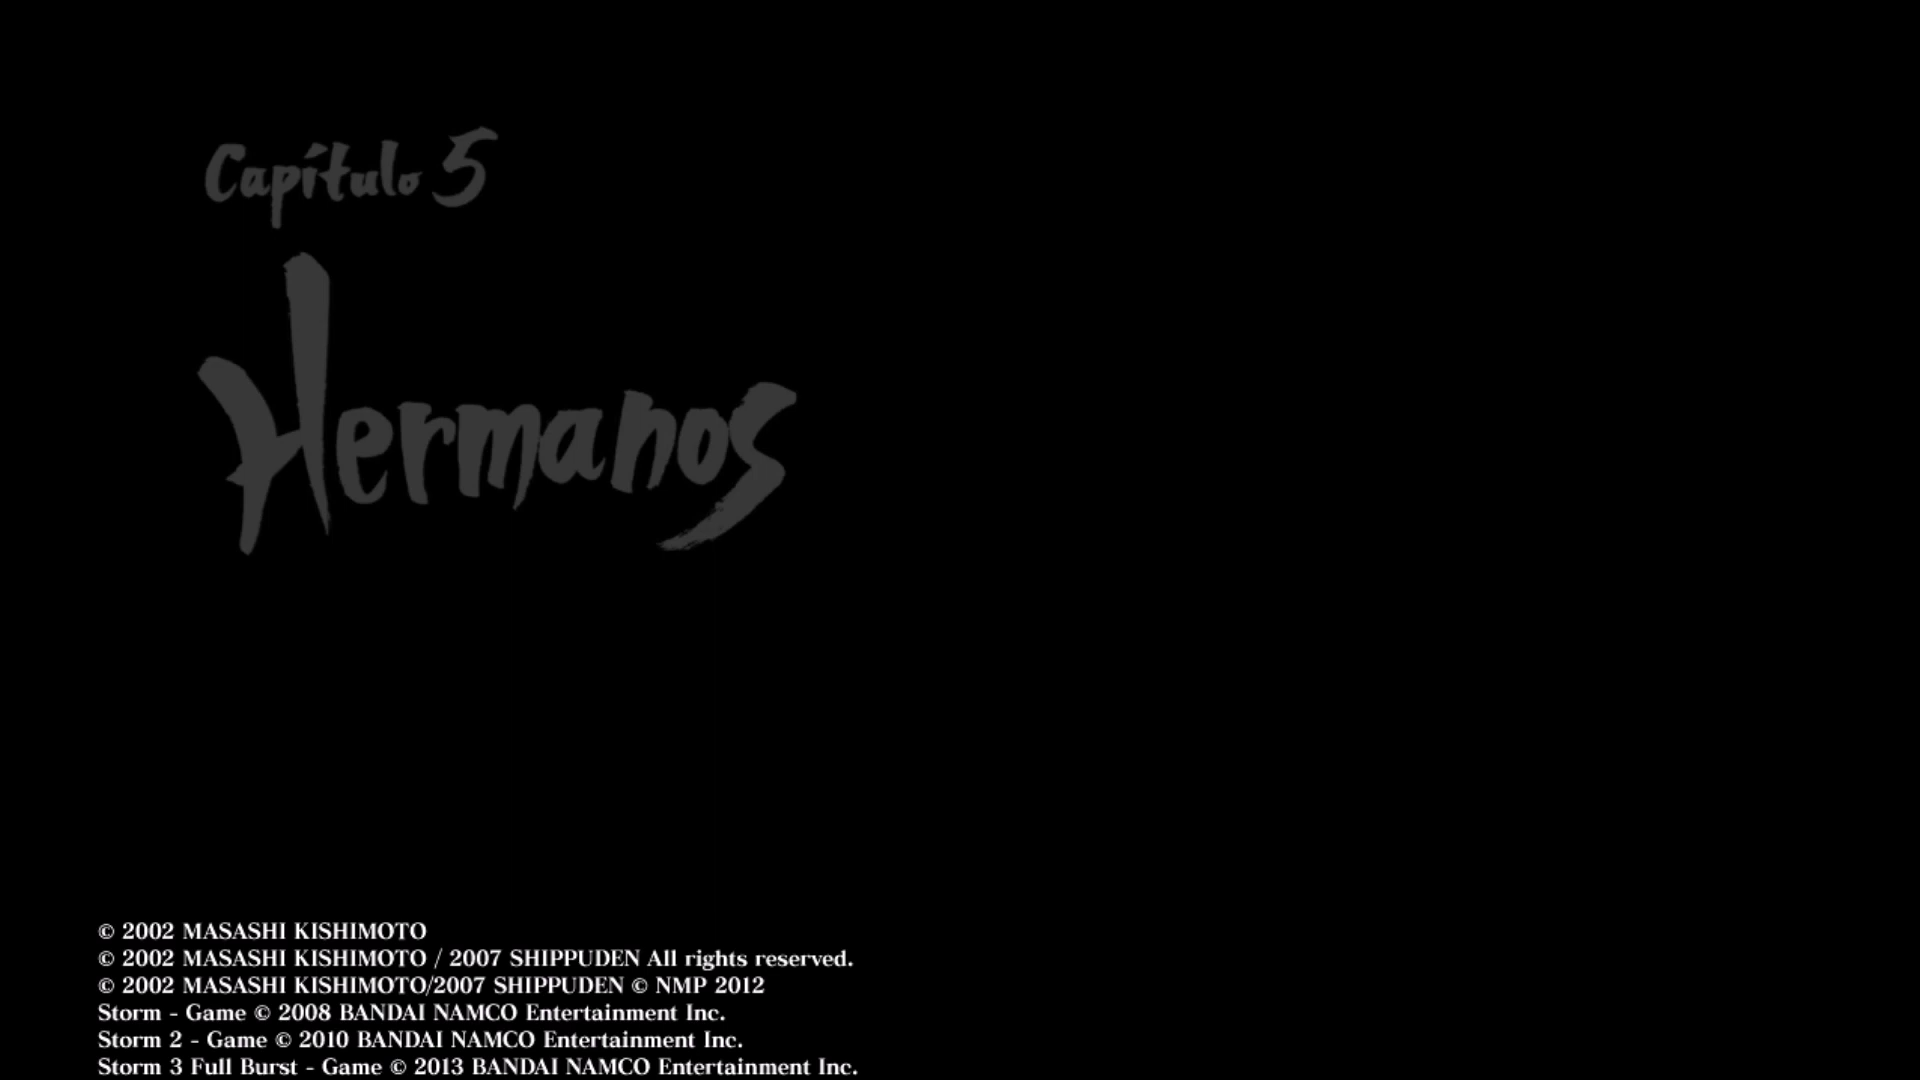 Capítulo 5
Hermanos
© 2002 MASASHI KISHIMOTO
© 2002 MASASHI KISHIMOTO / 2007 SHIPPUDEN All rights reserved.
© 2002 MASASHI KISHIMOTO/2007 SHIPPUDEN © NMP 2012
Storm - Game © 2008 BANDAI NAMCO Entertainment Inc.
Storm 2 - Game © 2010 BANDAI NAMCO Entertainment Inc.
Storm 3 Full Burst - Game © 2013 BANDAI NAMCO Entertainment Inc.